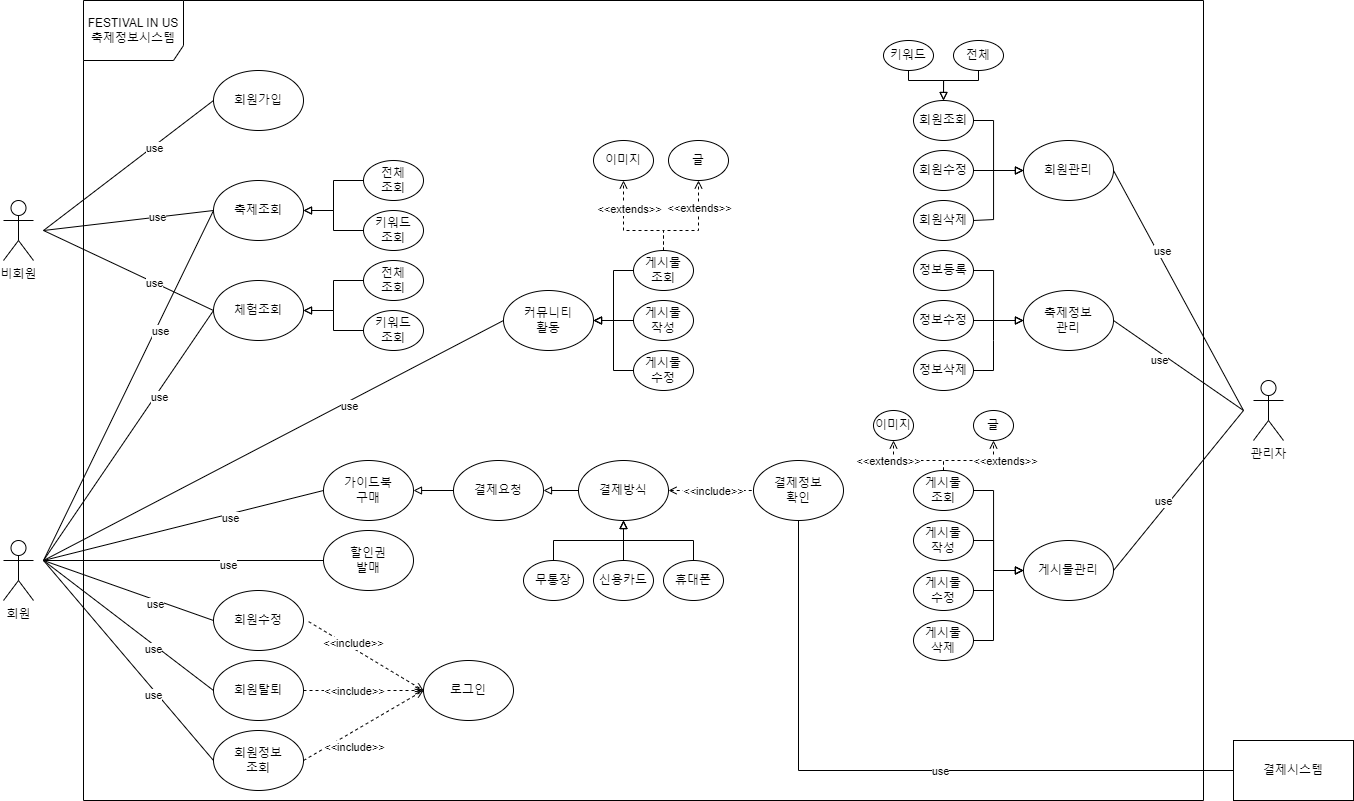 FESTIVAL IN US
축제정보시스템
키워드
전체
회원가입
use
회원조회
이미지
글
회원수정
회원관리
전체
조회
축제조회
use
키워드
조회
<<extends>>
<<extends>>
회원삭제
비회원
use
use
전체
조회
체험조회
키워드
조회
게시물
조회
커뮤니티
활동
게시물
작성
게시물
수정
정보등록
정보수정
축제정보
관리
정보삭제
use
use
use
use
관리자
이미지
글
<<extends>>
<<extends>>
가이드북
구매
결제요청
결제방식
<<include>>
결제정보
확인
게시물
조회
use
use
게시물
작성
할인권
발매
use
무통장
신용카드
휴대폰
게시물관리
게시물
수정
회원
use
회원수정
<<include>>
게시물
삭제
use
회원탈퇴
<<include>>
로그인
use
회원정보
조회
<<include>>
use
결제시스템